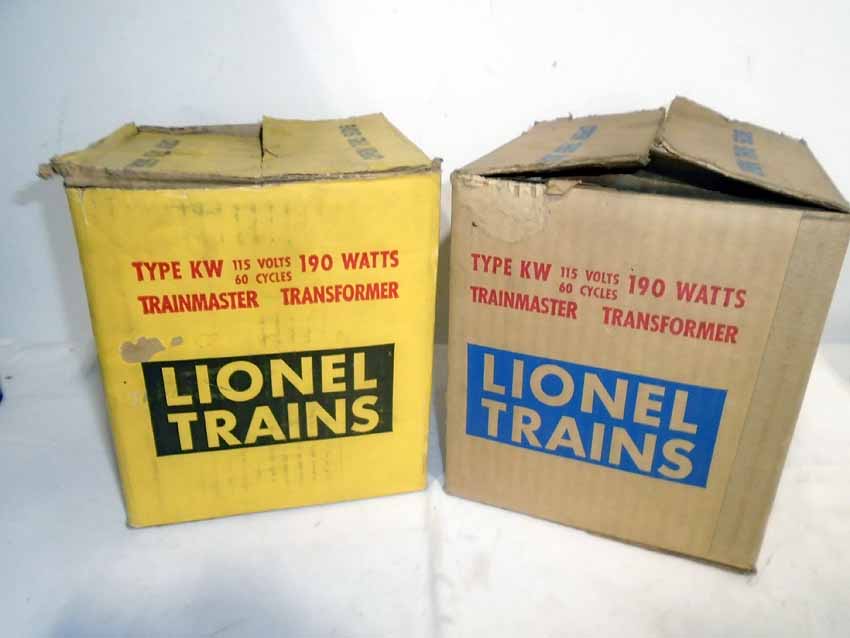 TYPE KW 115 VOLTS 190 WATTS
60 CYCLES
TRAINMASTER TRANSFORMER
LIONEL
TRAINS
TYPE KW 115 VOLTS 190 WATTS
60 CYCLES
TRAINMASTER TRANSFORMER
LIONEL
TRAINS